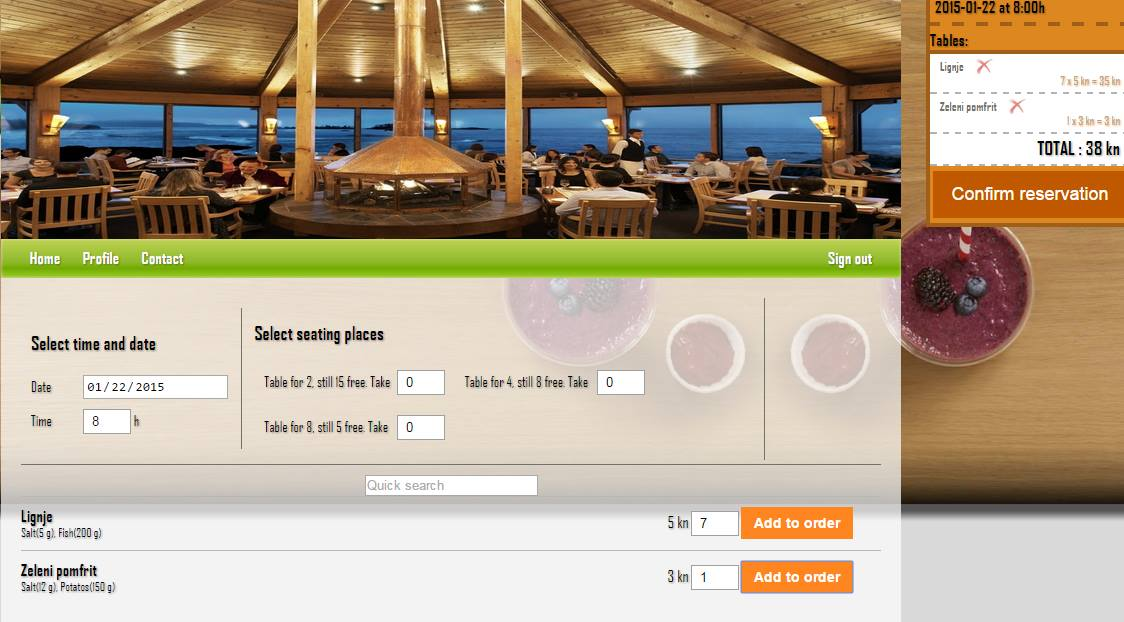 2015-01-22 at 8:00h
Tables:
Lignje
7 x 5 kn = 35 kn
Zeleni pomfrit
1 x 3 kn = 3 kn
TOTAL : 38 kn
Confirm reservation
Home Profile Contact Sign out
Select time and date
Date 01/22/2015
Time 8 h
Select seating places
Table for 2, still 15 free. Take 0 Table for 4, still 8 free. Take 0
Table for 8, still 5 free. Take 0
Quick search
Lignje
Salt(5 g), Fish(200 g)
5 kn 7 Add to order
Zeleni pomfrit
Salt(12 g), Potatos(150 g)
3 kn 1 Add to order